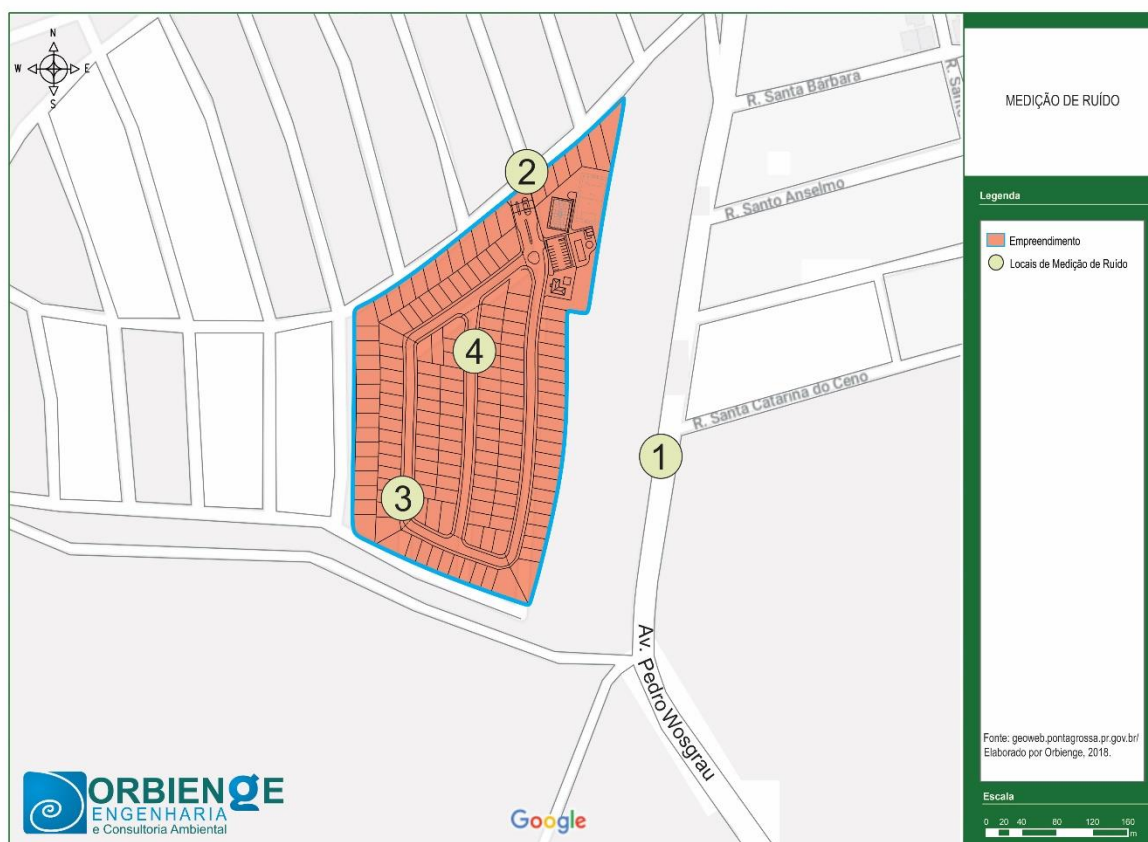 N
W E
S
R. Santa Bárbara
R. Santo Anselmo
R. Santa Catarina do Ceno
2
4
1
3
Av. Pedro Wosgrau
ORBIENGE
ENGENHARIA
e Consultoria Ambiental
Google
MEDIÇÃO DE RUÍDO
Legenda
Empreendimento
Locais de Medição de Ruído
Fonte: geoweb.pontagrossa.pr.gov.br/
Elaborado por Orbienge, 2018.
Escala
0 20 40 80 120 160
m